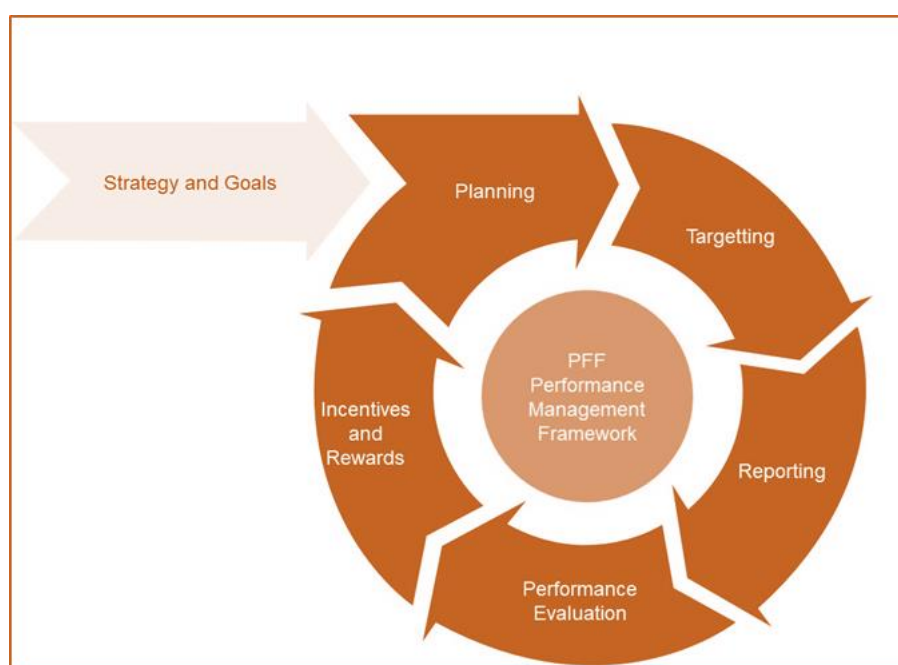 Strategy and Goals
Planning
Targetting
PFF
Performance
Management
Framework
Incentives
and
Rewards
Reporting
Performance
Evaluation